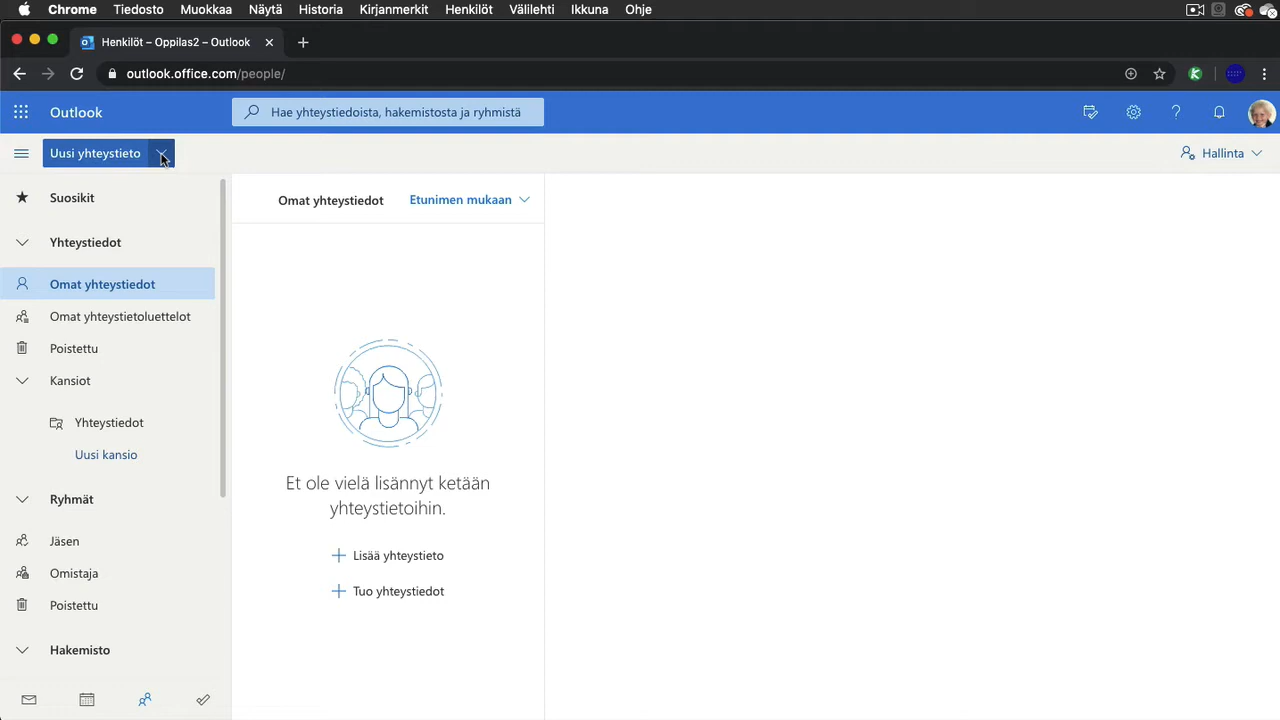 Chrome Tiedosto Muokkaa Näytä Historia Kirjanmerkit Henkilöt Välilehti Ikkuna Ohje
Henkilöt – Oppilas2 – Outlook
outlook.office.com/people/
Outlook
Hae yhteystiedoista, hakemistosta ja ryhmistä
Uusi yhteystieto
Hallinta
Suosikit
Yhteystiedot
Omat yhteystiedot
Omat yhteystietoluettelot
Poistettu
Kansiot
Yhteystiedot
Uusi kansio
Ryhmät
Jäsen
Omistaja
Poistettu
Hakemisto
Omat yhteystiedot Etunimen mukaan
Et ole vielä lisännyt ketään
yhteystietoihin.
Lisää yhteystieto
Tuo yhteystiedot